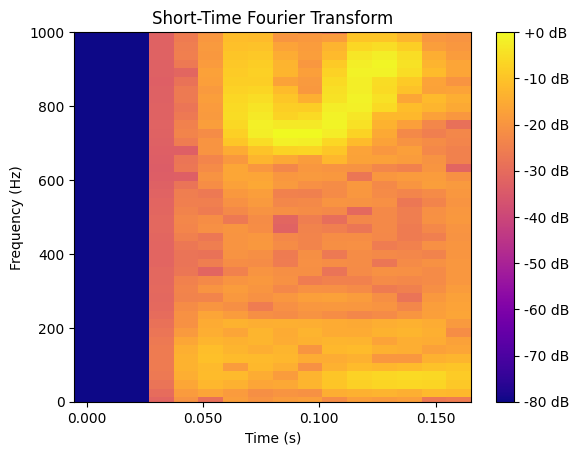 Short-Time Fourier Transform
Frequency (Hz)
1000
800
600
400
200
0
0.000
0.050
0.100
0.150
Time (s)
+0 dB
-10 dB
-20 dB
-30 dB
-40 dB
-50 dB
-60 dB
-70 dB
-80 dB